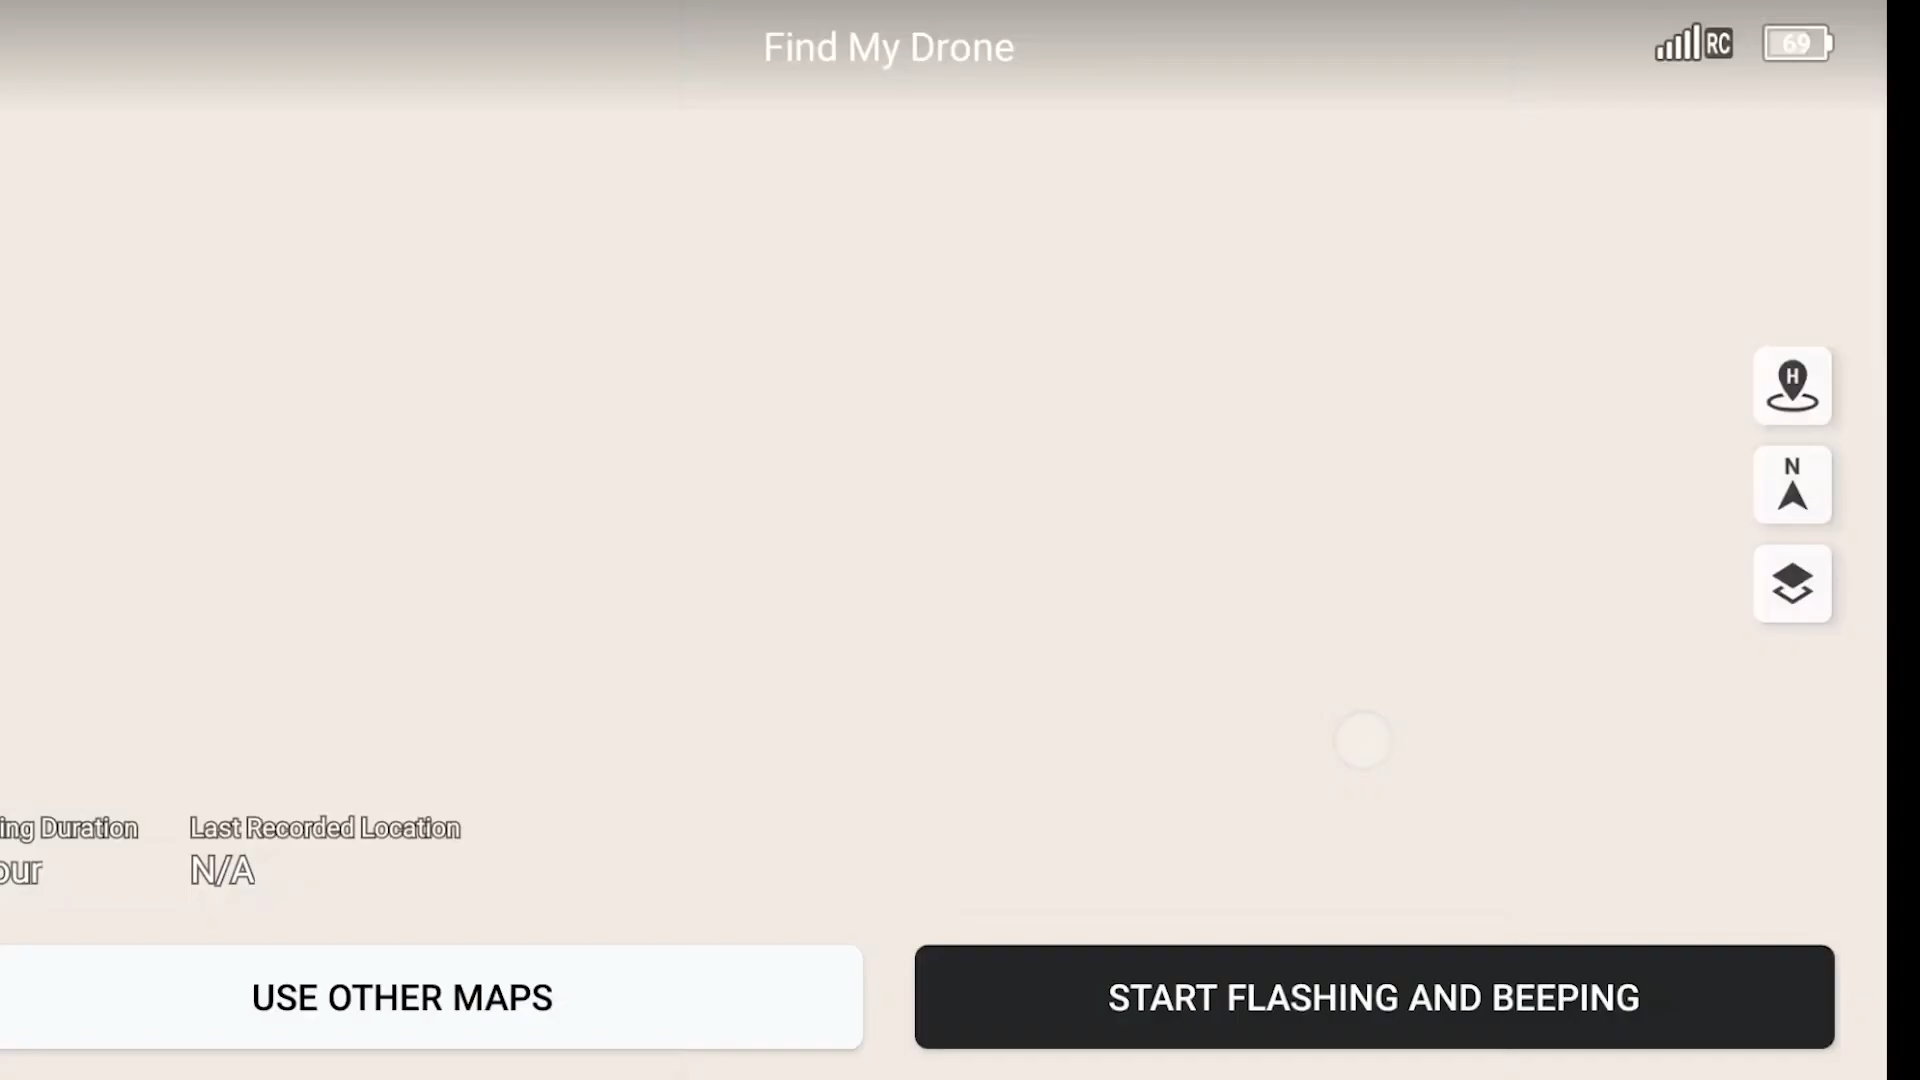 Find My Drone
RC
69
H
N
ing Duration
Last Recorded Location
our
N/A
USE OTHER MAPS
START FLASHING AND BEEPING